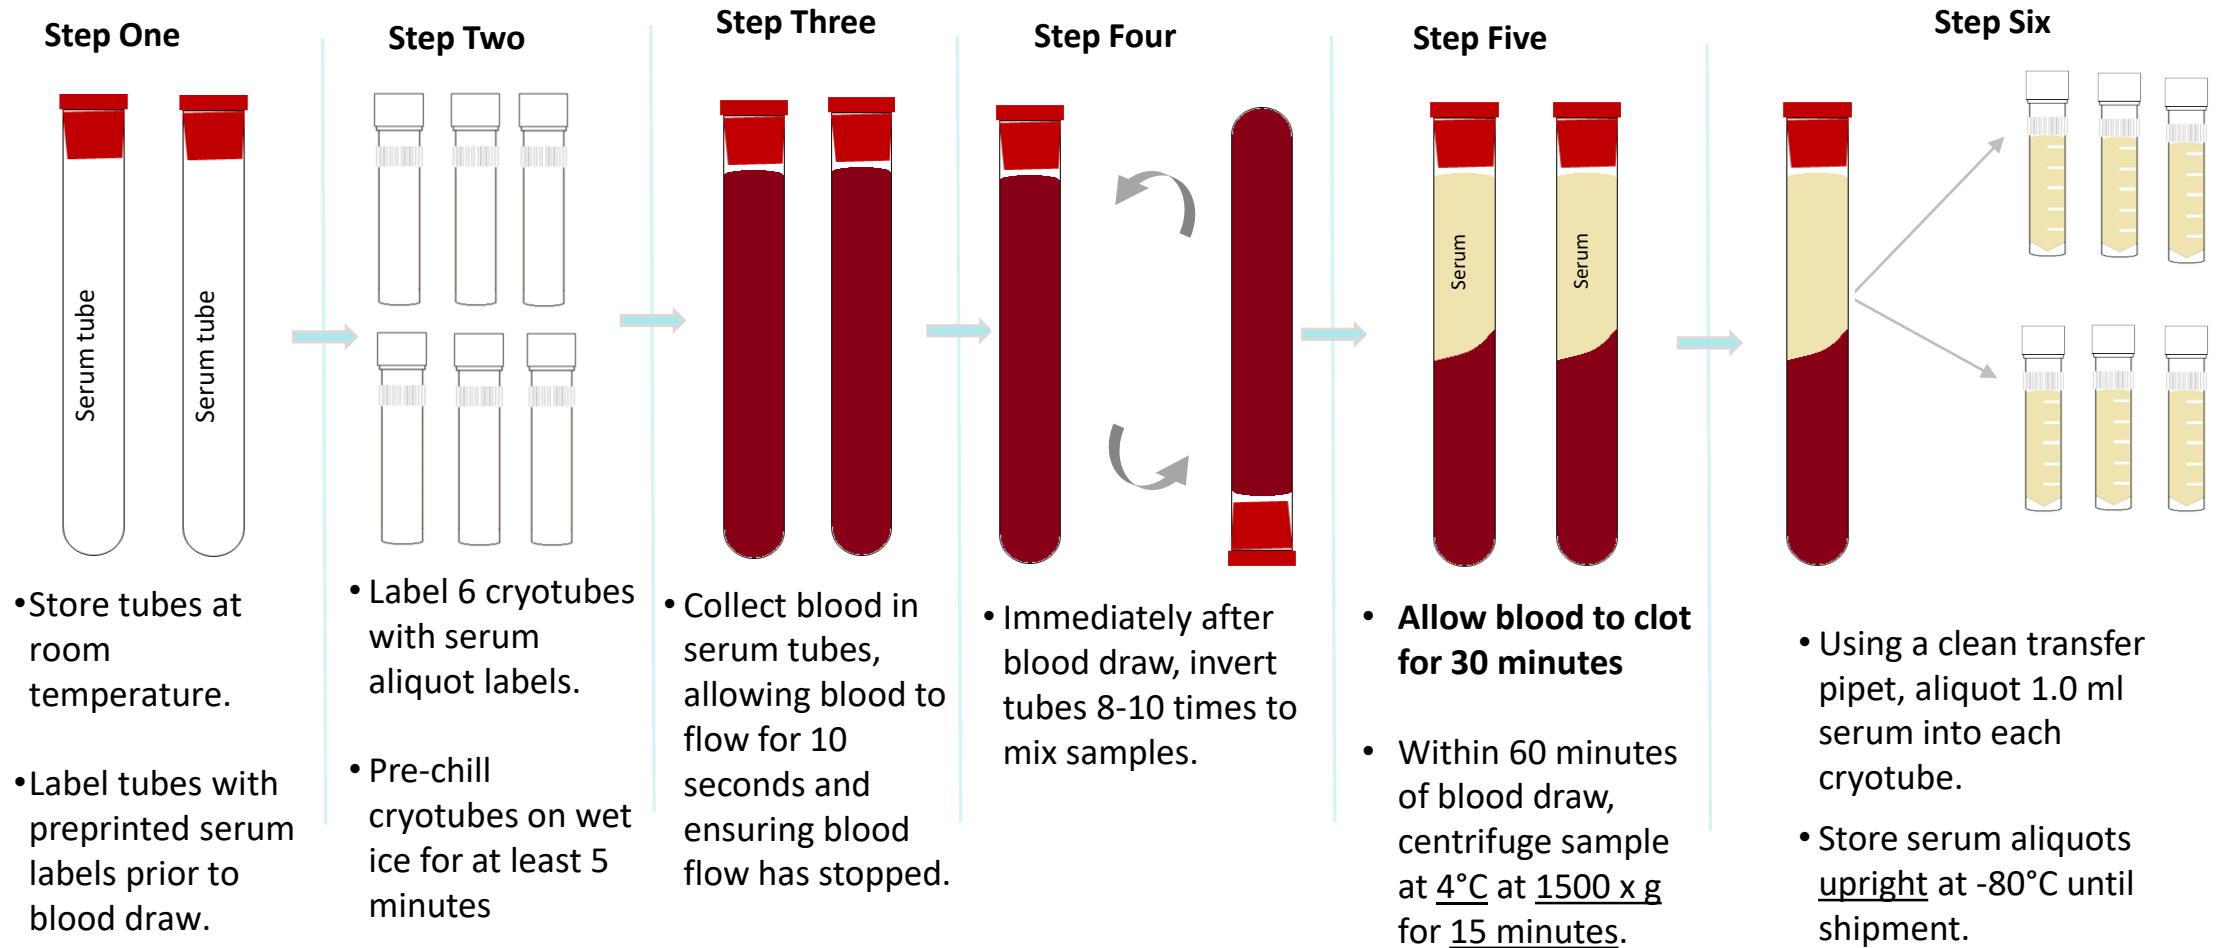 Step One
Serum tube
Serum tube
•Store tubes at
room
temperature.
•Label tubes with
preprinted serum
labels prior to
blood draw.
Step Two
• Label 6 cryotubes
with serum
aliquot labels.
• Pre-chill
cryotubes on wet
ice for at least 5
minutes
Step Three
• Collect blood in
serum tubes,
allowing blood to
flow for 10
seconds and
ensuring blood
flow has stopped.
Step Four
• Immediately after
blood draw, invert
tubes 8-10 times to
mix samples.
Step Five
Serum
Serum
• Allow blood to clot
for 30 minutes
• Within 60 minutes
of blood draw,
centrifuge sample
at 4°C at 1500 x g
for 15 minutes.
Step Six
• Using a clean transfer
pipet, aliquot 1.0 ml
serum into each
cryotube.
• Store serum aliquots
upright at -80°C until
shipment.